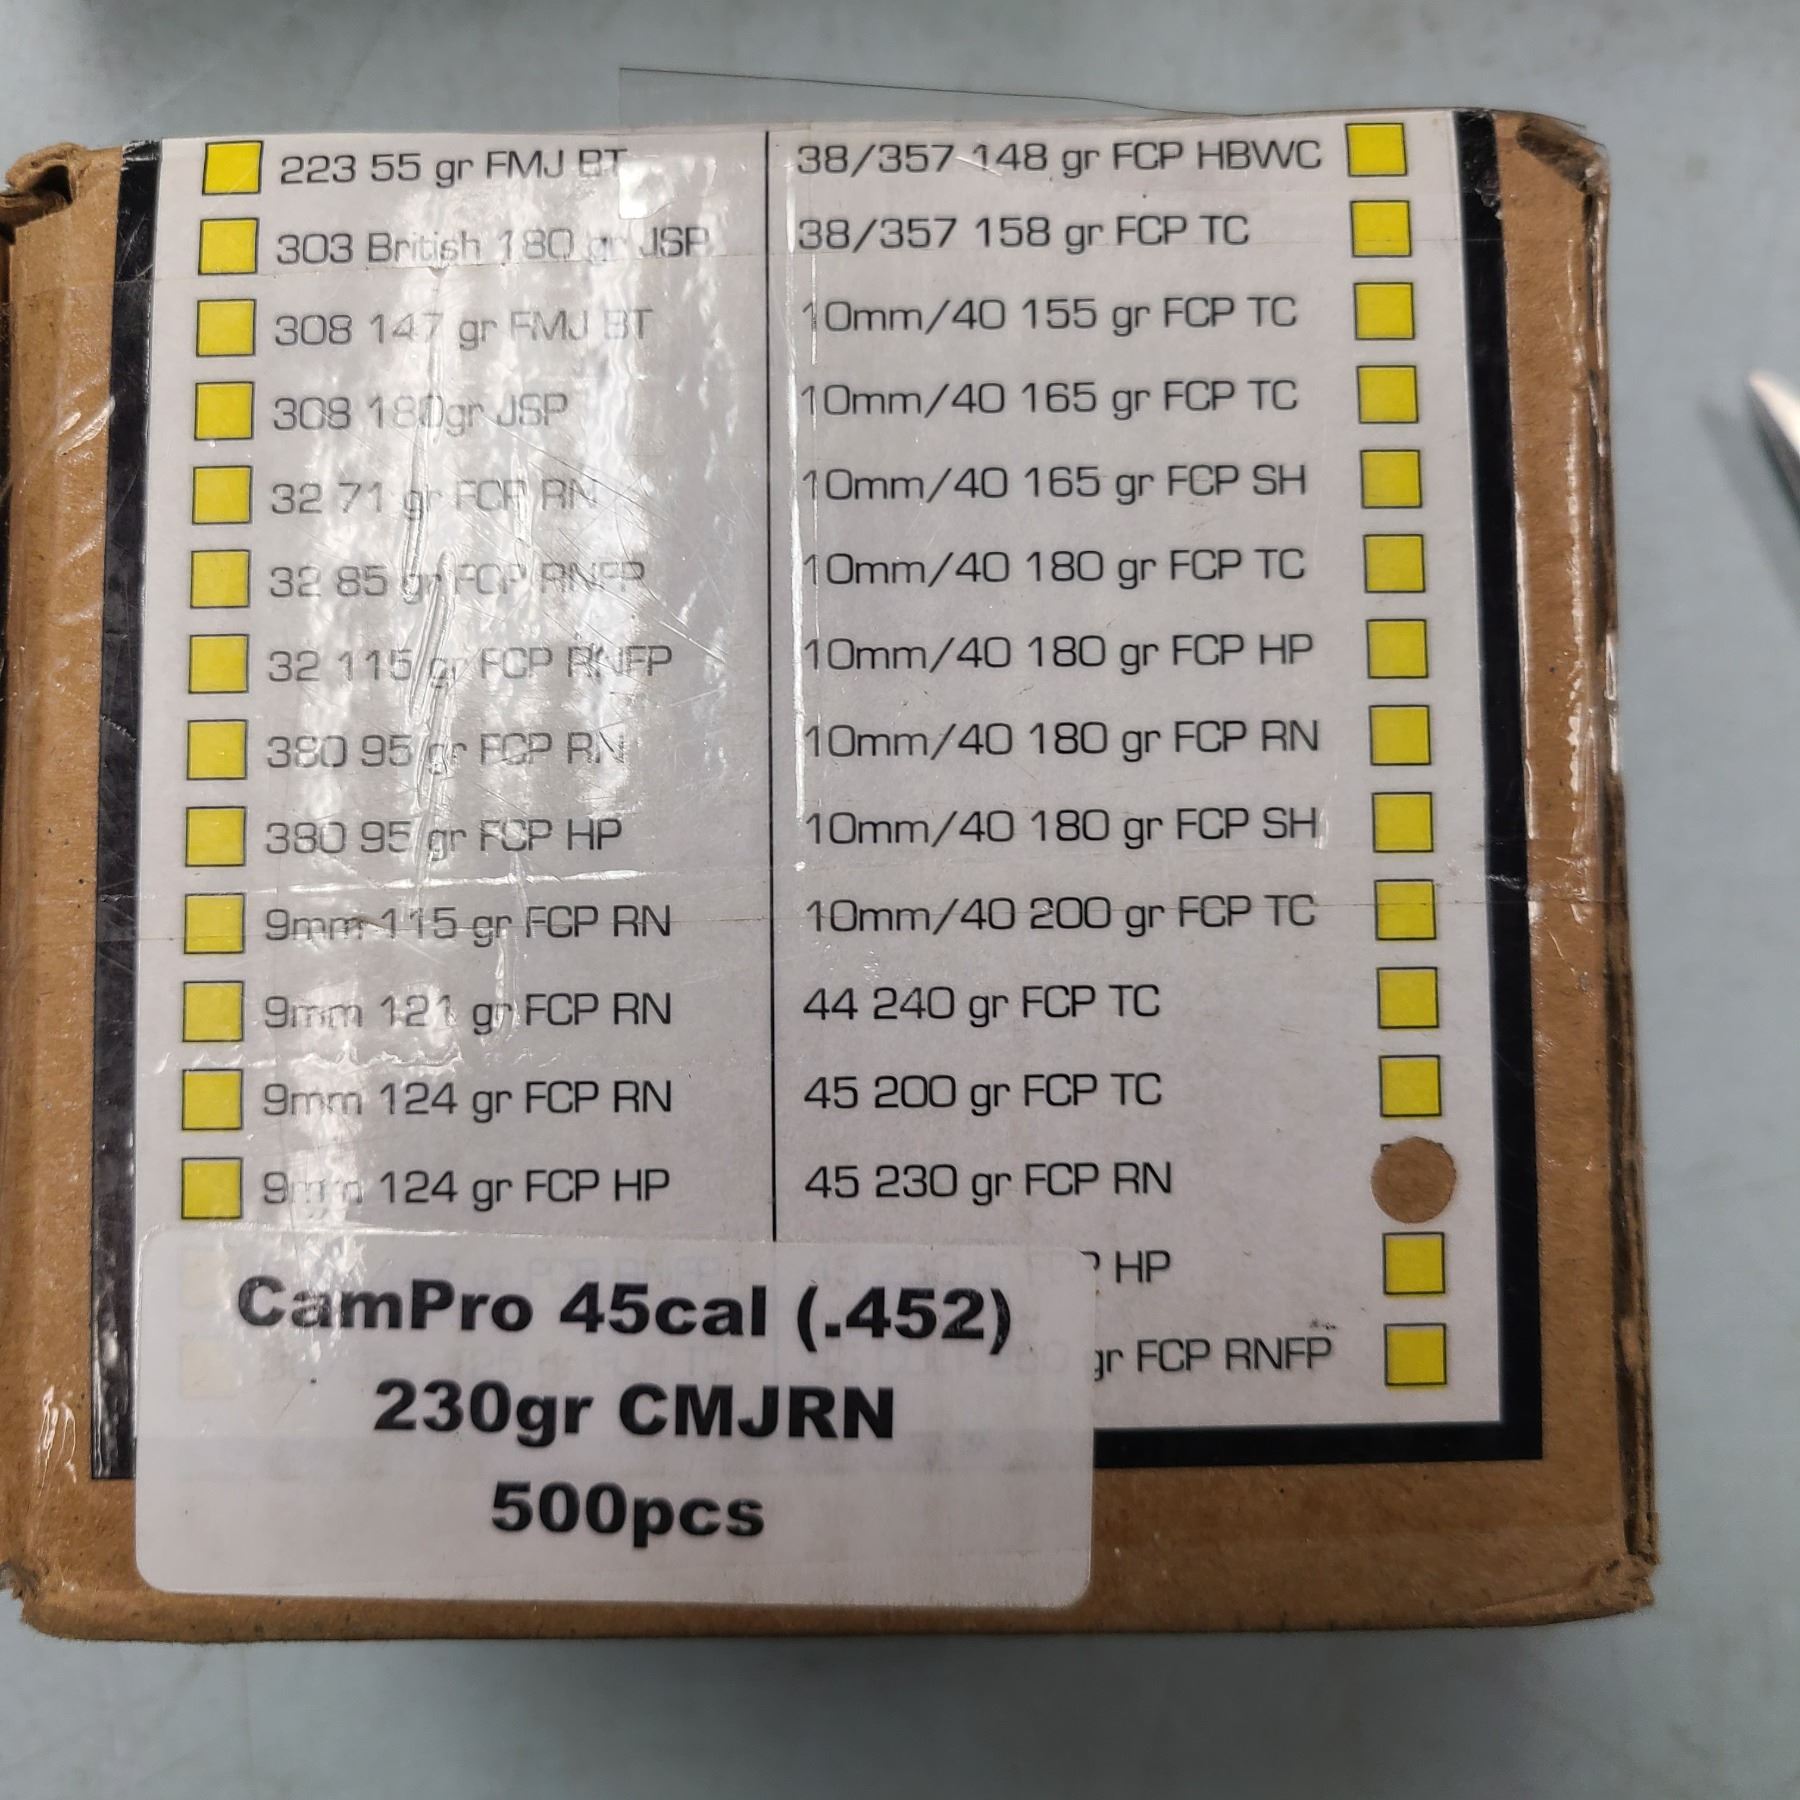 223 55 gr FMJ BT
303 British 180 gr JSP
308 147 gr FMJ BT
308 180gr JSP
32 71 gr FCP RN
32 85 gr FCP RNFP
32 115 gr FCP RNFP
380 95 gr FCP RN
380 95 gr FCP HP
9mm 115 gr FCP RN
9mm 121 gr FCP RN
9mm 124 gr FCP RN
9mm 124 gr FCP HP
38/357 148 gr FCP HBWC
38/357 158 gr FCP TC
10mm/40 155 gr FCP TC
10mm/40 165 gr FCP TC
10mm/40 165 gr FCP SH
10mm/40 180 gr FCP TC
10mm/40 180 gr FCP HP
10mm/40 180 gr FCP RN
10mm/40 180 gr FCP SH
10mm/40 200 gr FCP TC
44 240 gr FCP TC
45 200 gr FCP TC
45 230 gr FCP RN
HP
gr FCP RNFP
CamPro 45cal (.452)
230gr CMJRN
500pcs